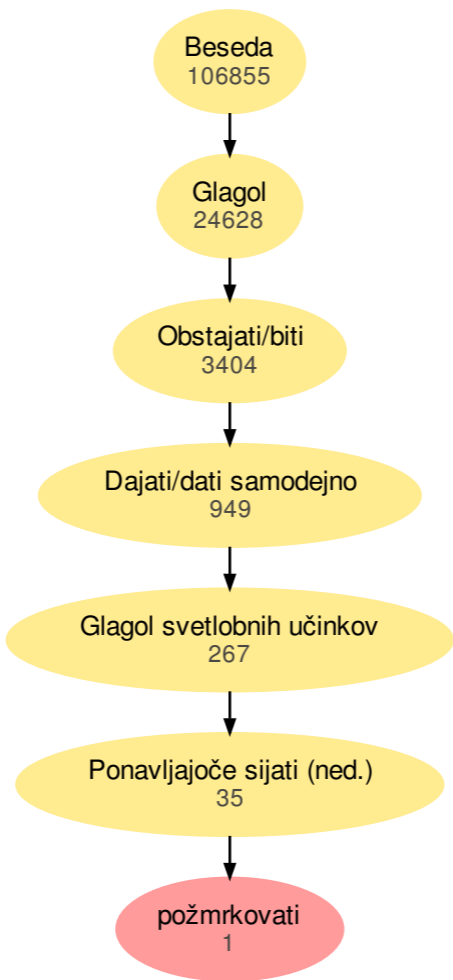 Beseda
106855
Glagol
24628
Obstajati/biti
3404
Dajati/dati samodejno
949
Glagol svetlobnih učinkov
267
Ponavljajoče sijati (ned.)
35
požmrkovati
1